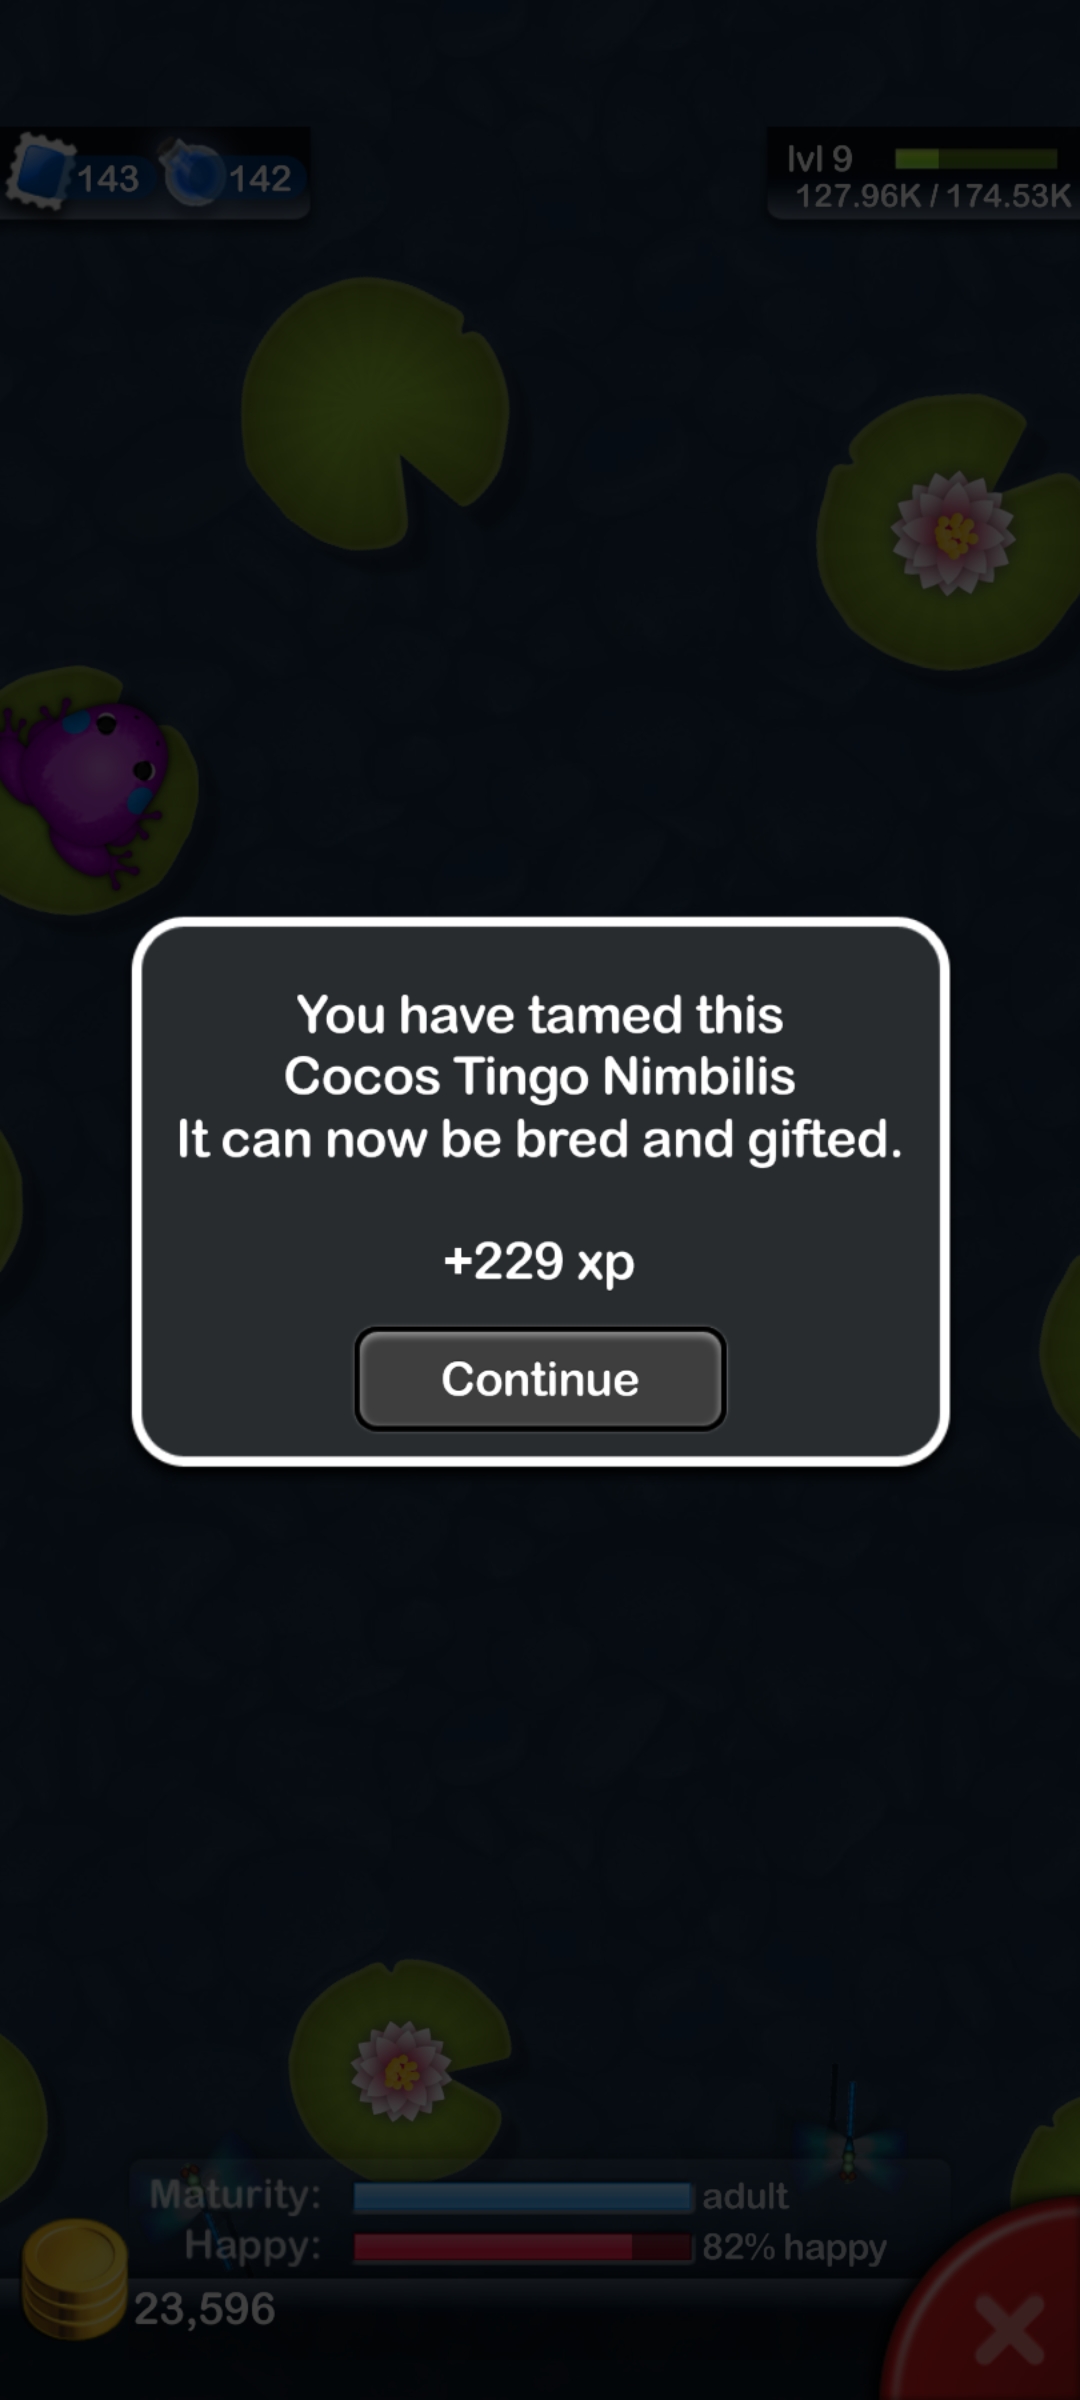 143
142
lvl 9
127.96K / 174.53K
You have tamed this
Cocos Tingo Nimbilis
It can now be bred and gifted.
+229 xp
Continue
Maturity: adult
Happy: 82% happy
23,596